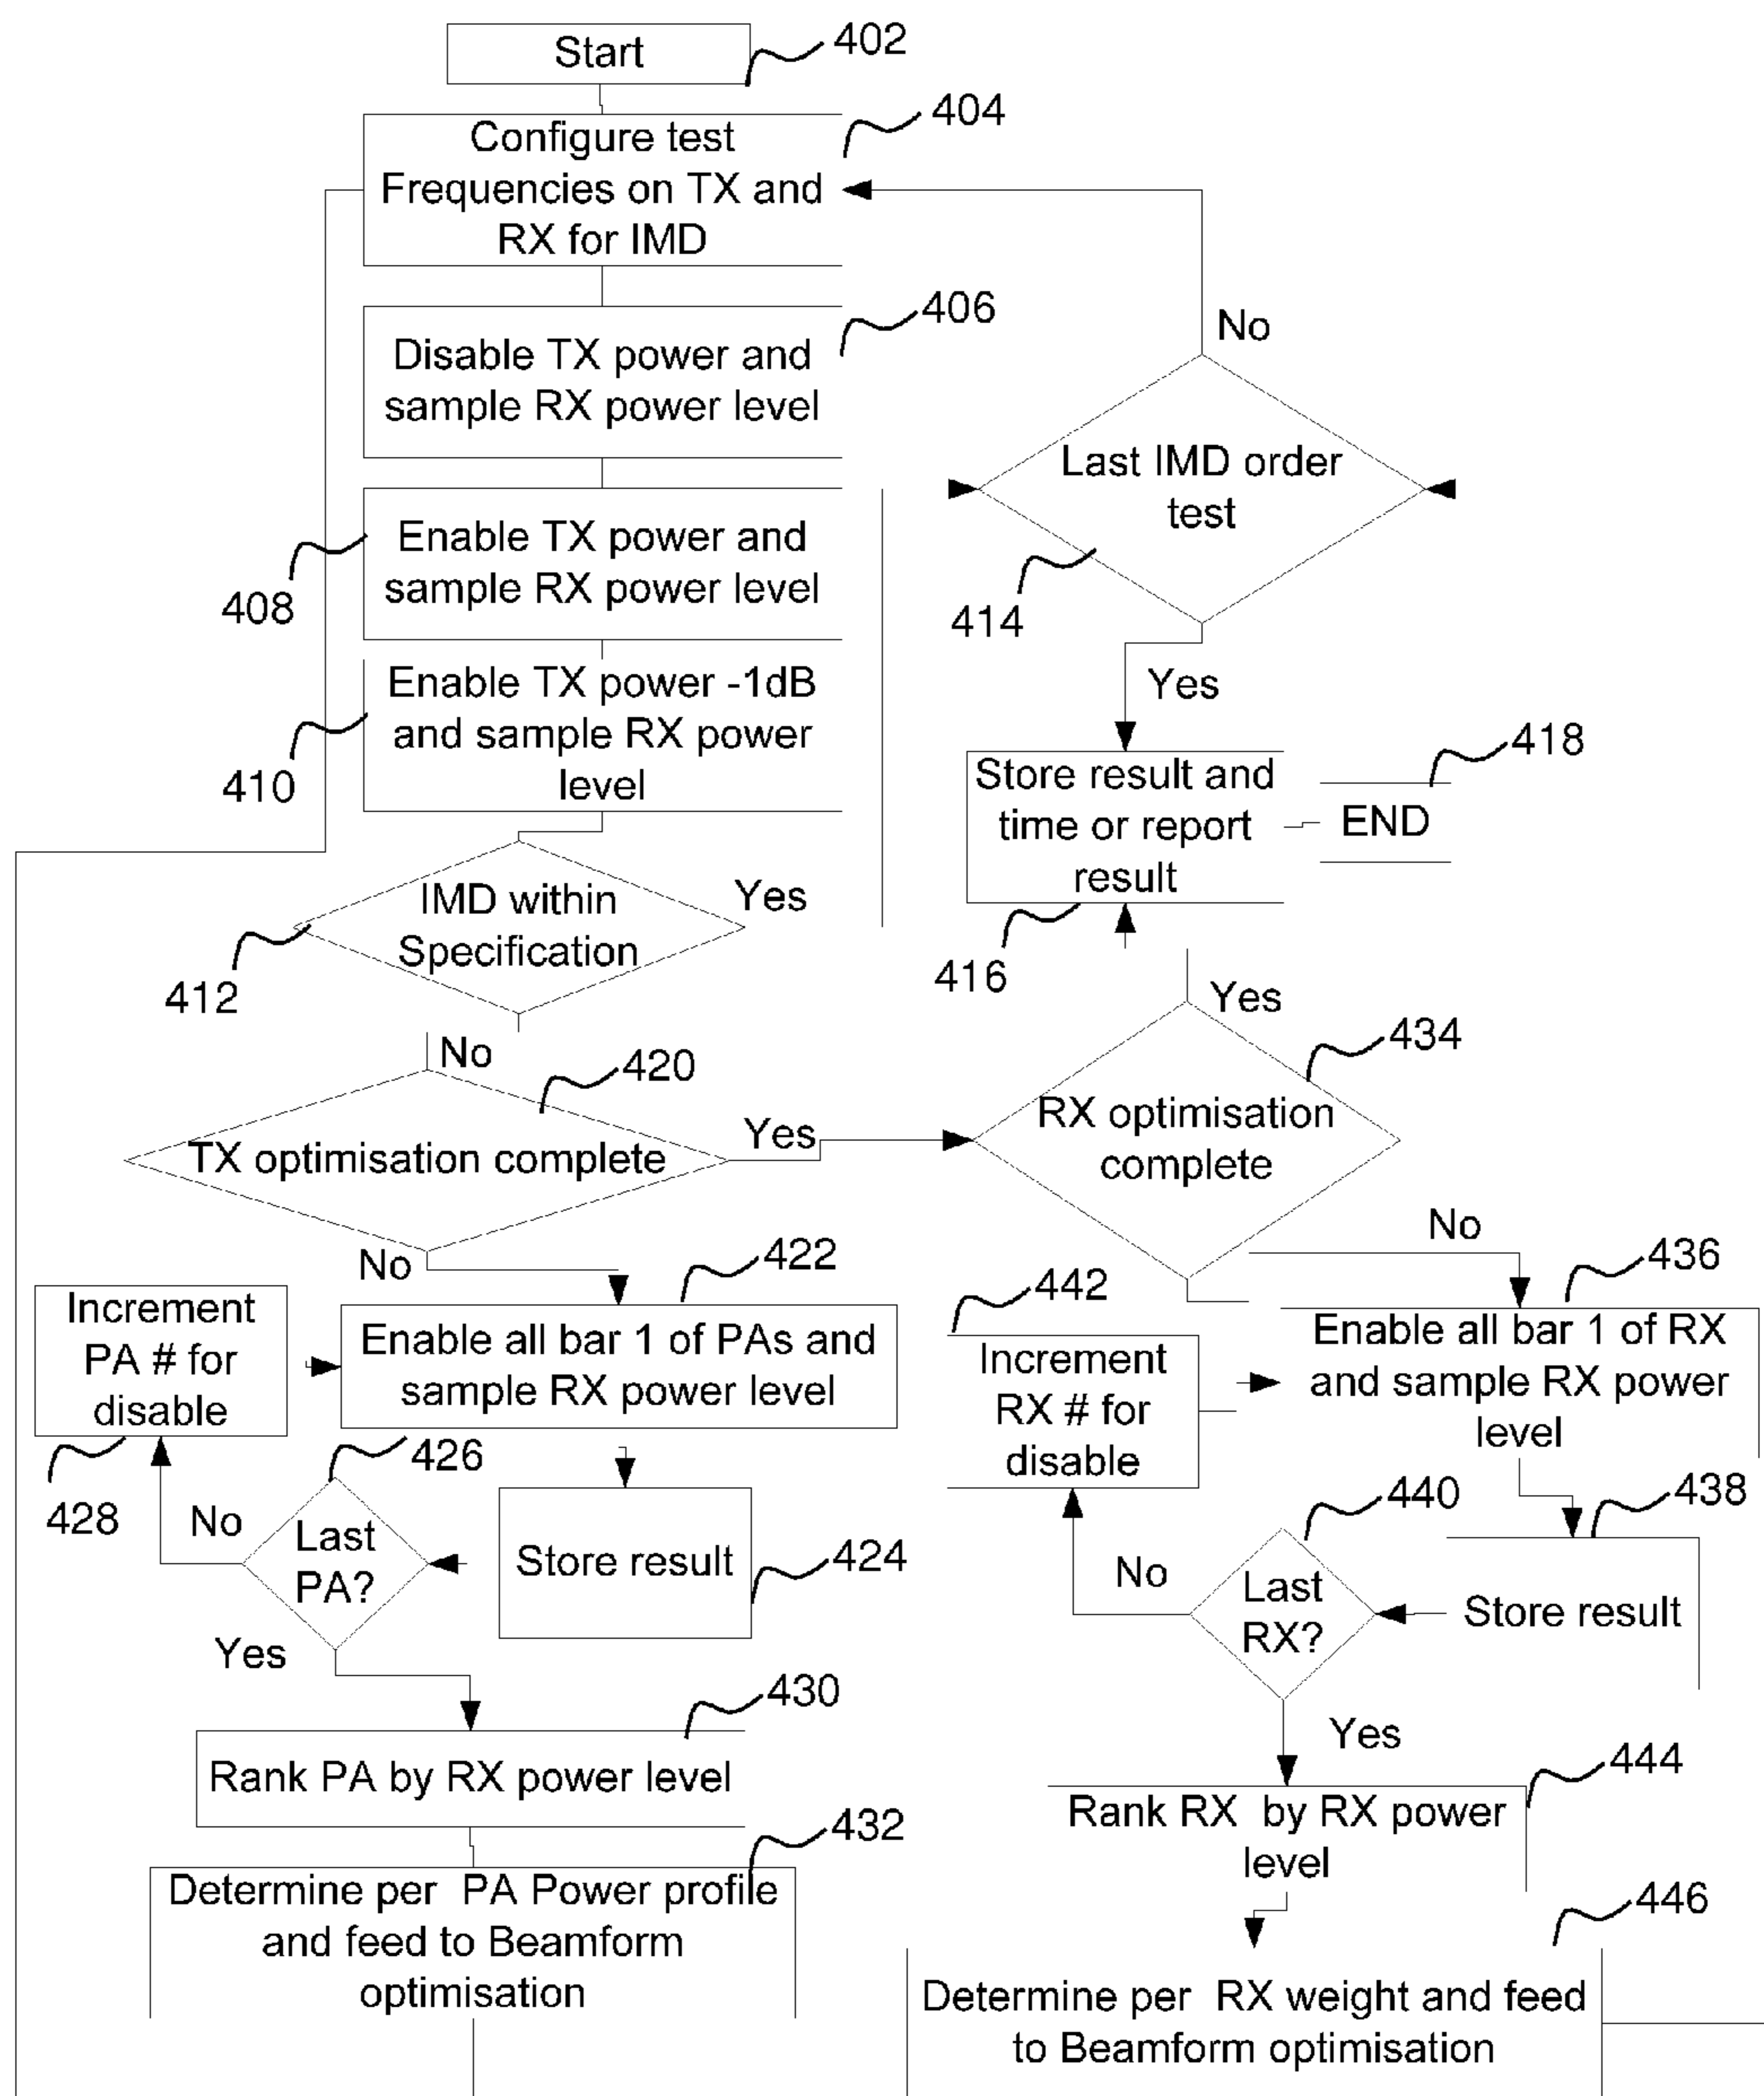 Start
402
404
Configure test
Frequencies on TX and
RX for IMD
406
Disable TX power and
sample RX power level
Enable TX power and
sample RX power level
408
Enable TX power -1dB
and sample RX power
level
410
IMD within
Specification
Yes
412
No
No
Last IMD order
test
414
Yes
Store result and
time or report
result
416
418
END
420
TX optimisation complete
Yes
No
Yes
434
RX optimisation
complete
No
422
Enable all bar 1 of PAs and
sample RX power level
Increment
PA # for
disable
428
426
Last
PA?
No
Store result
424
Yes
430
Rank PA by RX power level
432
Determine per PA Power profile
and feed to Beamform
optimisation
436
Enable all bar 1 of RX
and sample RX power
level
442
Increment
RX # for
disable
438
Store result
440
Last
RX?
No
Yes
444
Rank RX by RX power
level
446
Determine per RX weight and feed
to Beamform optimisation